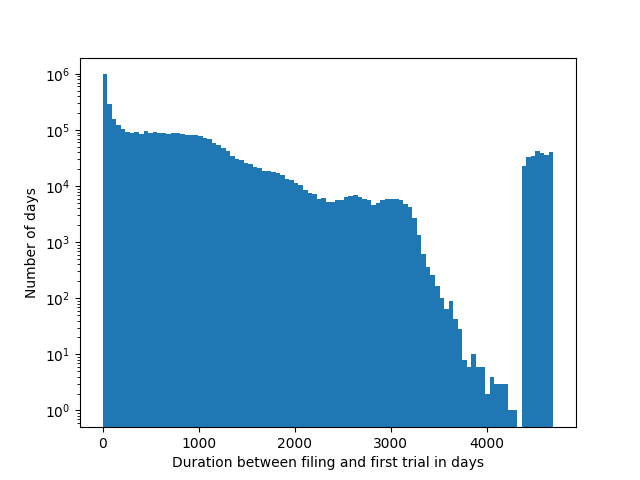 10⁶
10⁵
10⁴
10³
10²
10¹
10⁰
Number of days
0 1000 2000 3000 4000
Duration between filing and first trial in days